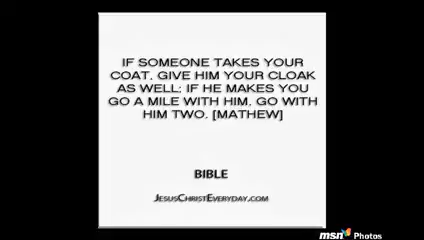 IF SOMEONE TAKES YOUR
COAT, GIVE HIM YOUR CLOAK
AS WELL; IF HE MAKES YOU
GO A MILE WITH HIM, GO WITH
HIM TWO. [MATHEW]
BIBLE
JESUSCHRISTEVERYDAY.COM
msn Photos